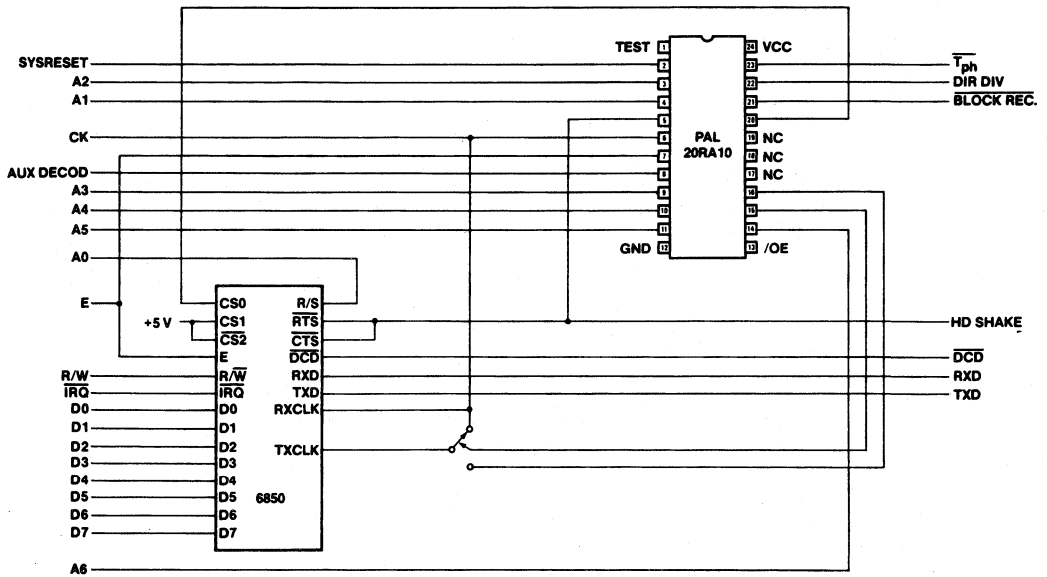 TEST 1 24 VCC
SYSRESET 2 23 Tph
A2 3 22 DIR DIV
A1 4 21 BLOCK REC.
5 20
CK 6 PAL 19 NC
7 20RA10 18 NC
AUX DECOD 8 17 NC
A3 9 16
A4 10 15
A5 11 14
GND 12 13 /OE
A0
E CS0 R/S
+5 V CS1 RTS HD SHAKE
CS2 CTS
E DCD DCD
R/W R/W RXD RXD
IRQ IRQ TXD TXD
D0 D0 RXCLK
D1 D1
D2 D2 TXCLK
D3 D3
D4 D4
D5 D5 6850
D6 D6
D7 D7
A6